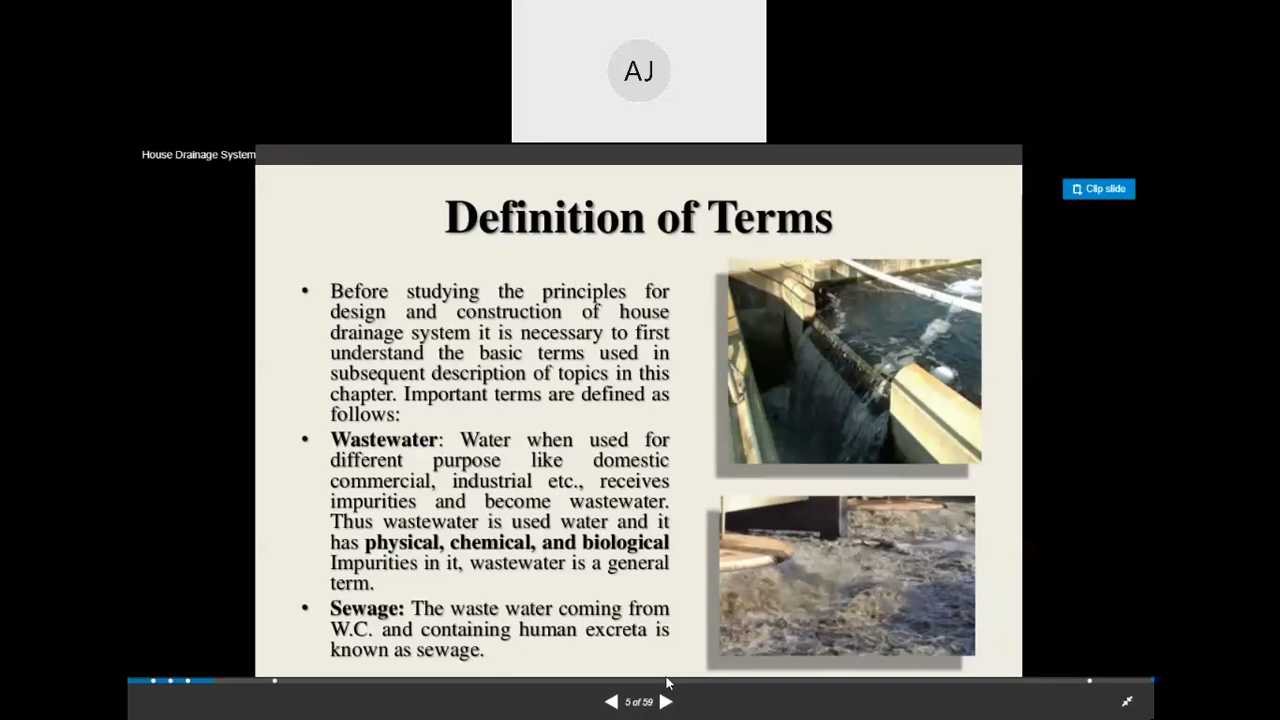 AJ
House Drainage System
Clip slide
Definition of Terms
• Before studying the principles for
design and construction of house
drainage system it is necessary to first
understand the basic terms used in
subsequent description of topics in this
chapter. Important terms are defined as
follows:
• Wastewater: Water when used for
different purpose like domestic
commercial, industrial etc., receives
impurities and become wastewater.
Thus wastewater is used water and it
has physical, chemical, and biological
Impurities in it, wastewater is a general
term.
• Sewage: The waste water coming from
W.C. and containing human excreta is
known as sewage.
5 of 59